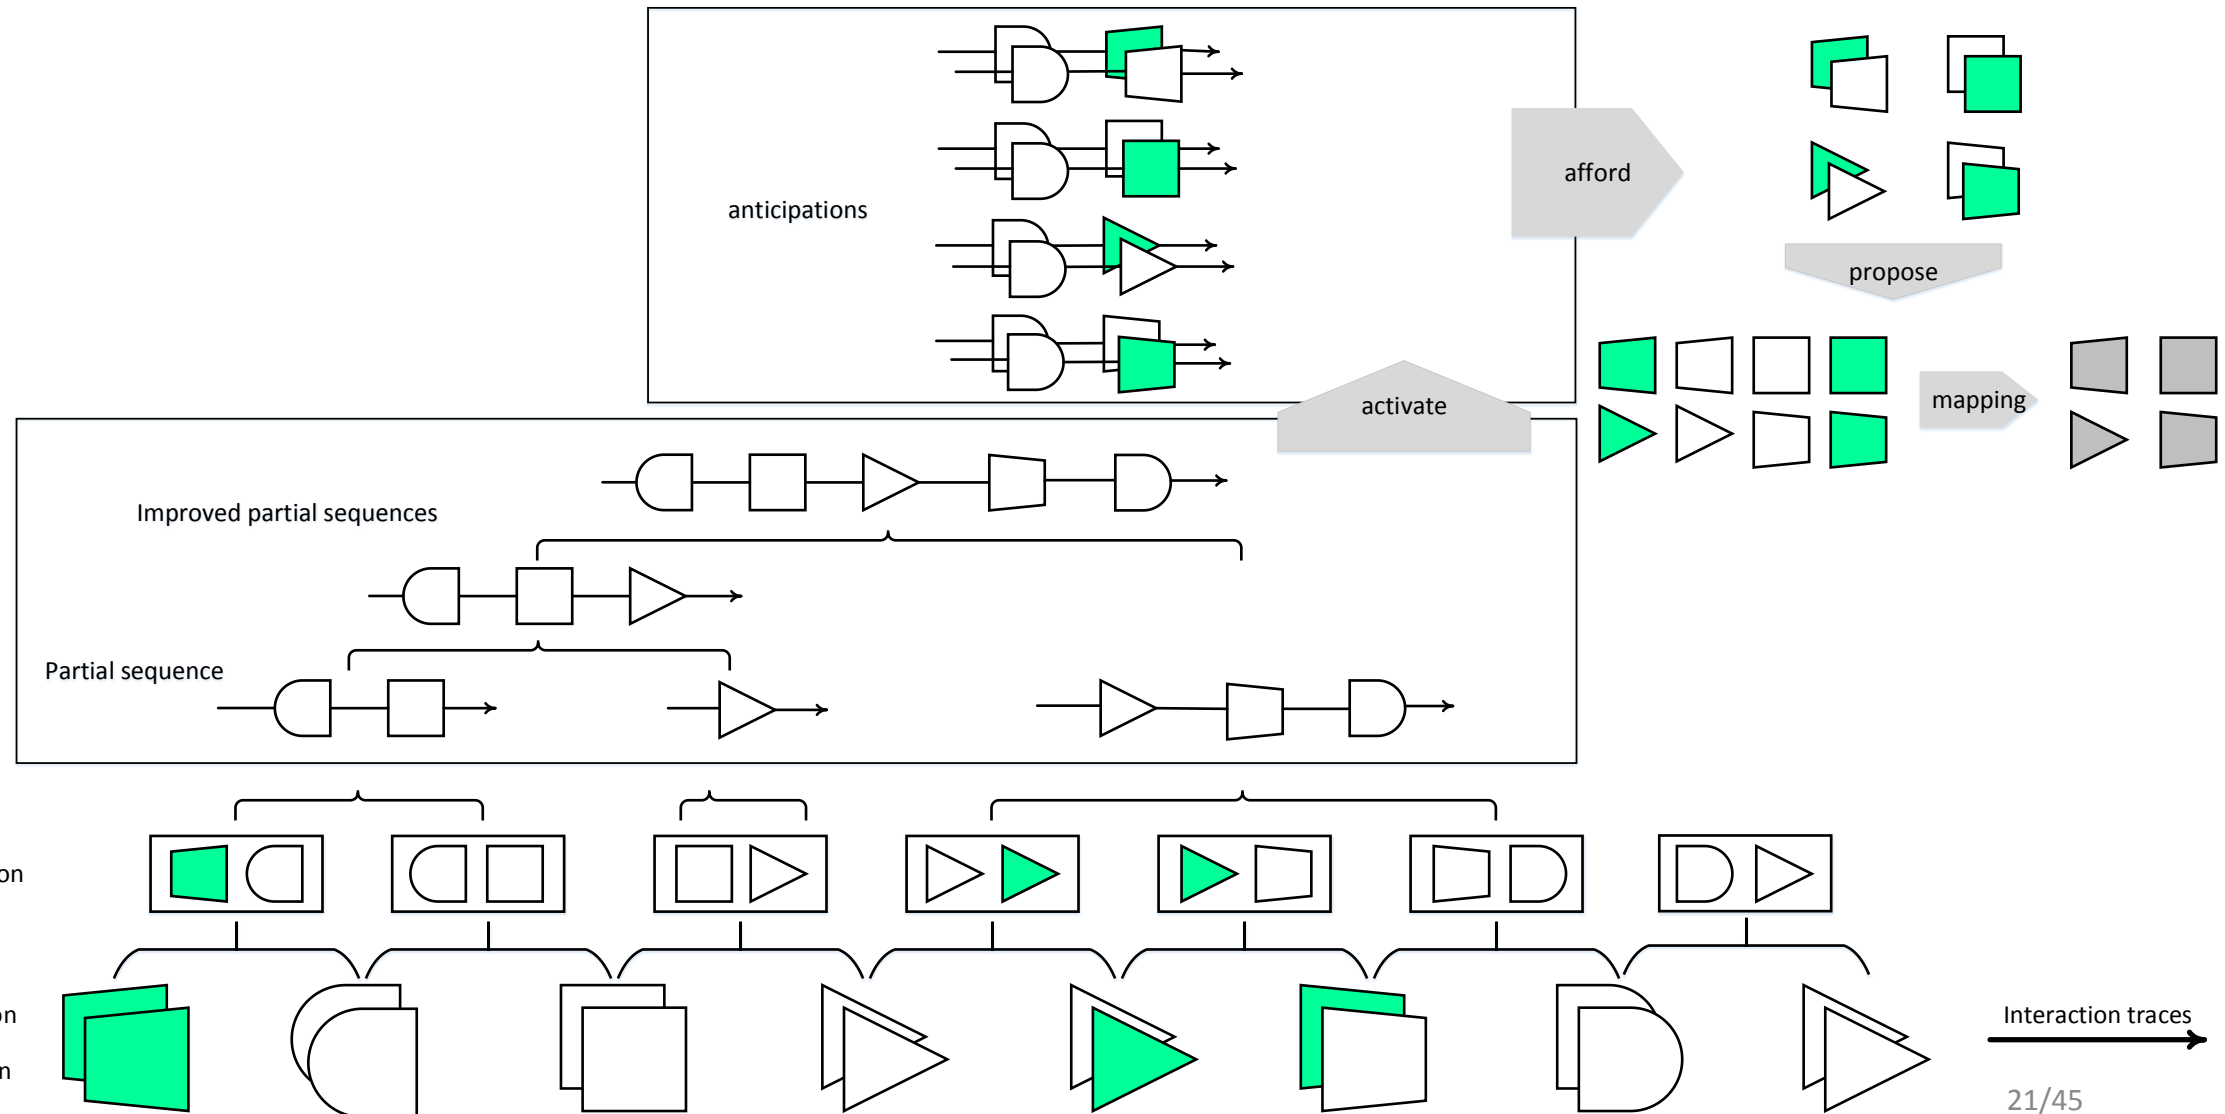 anticipations
afford
propose
mapping
activate
Improved partial sequences
Partial sequence
on
on
n
Interaction traces
21/45